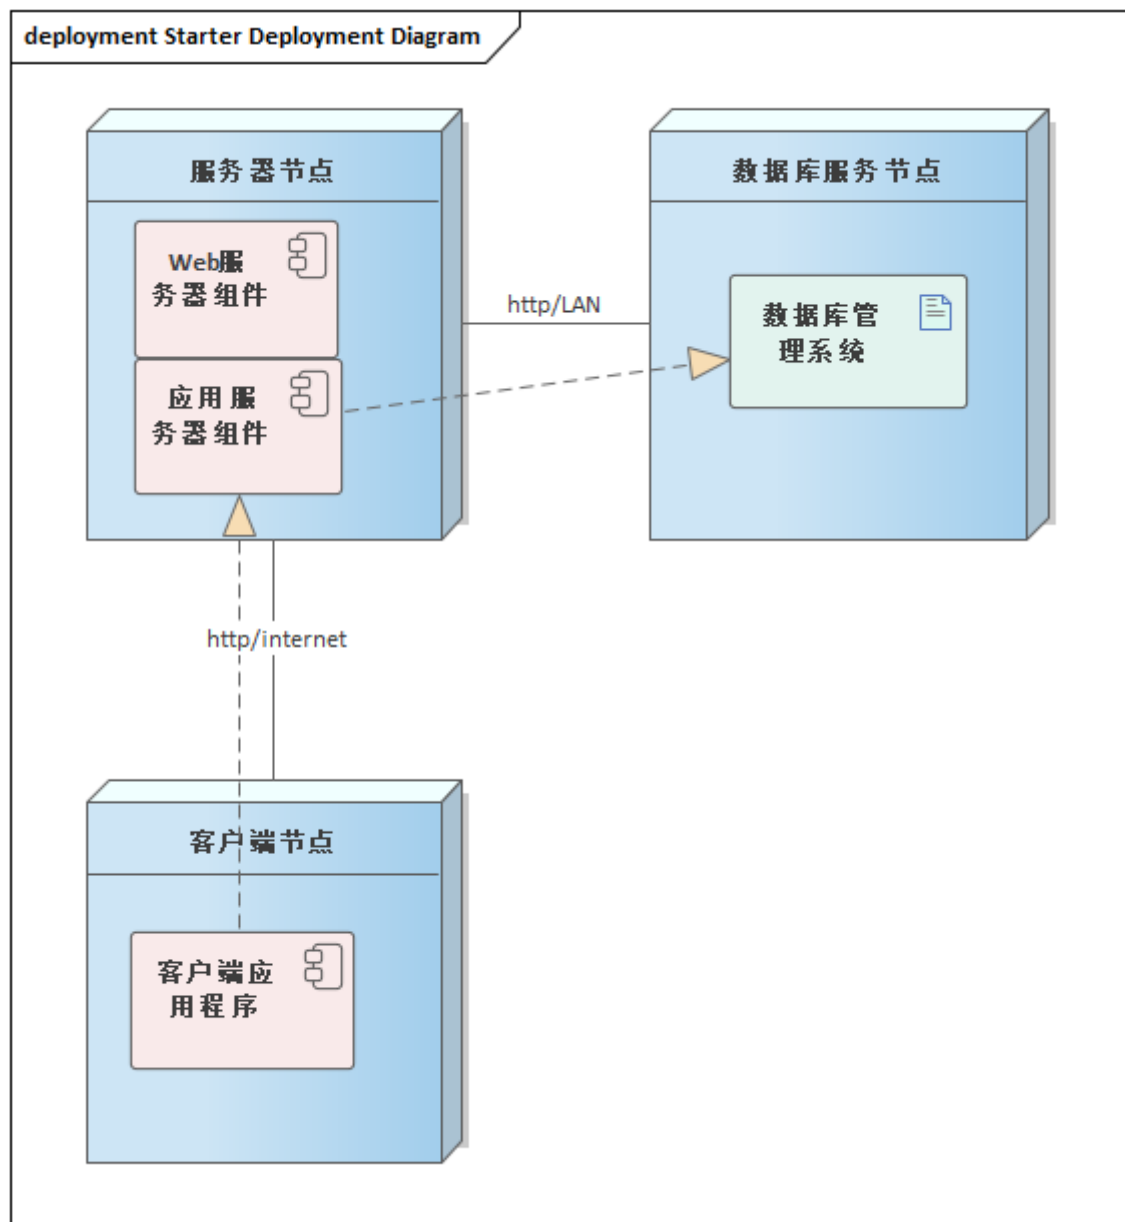 deployment Starter Deployment Diagram
服务器节点
Web服
务器组件
应用服
务器组件
http/LAN
数据库服务节点
数据库管
理系统
http/internet
客户端节点
客户端应
用程序